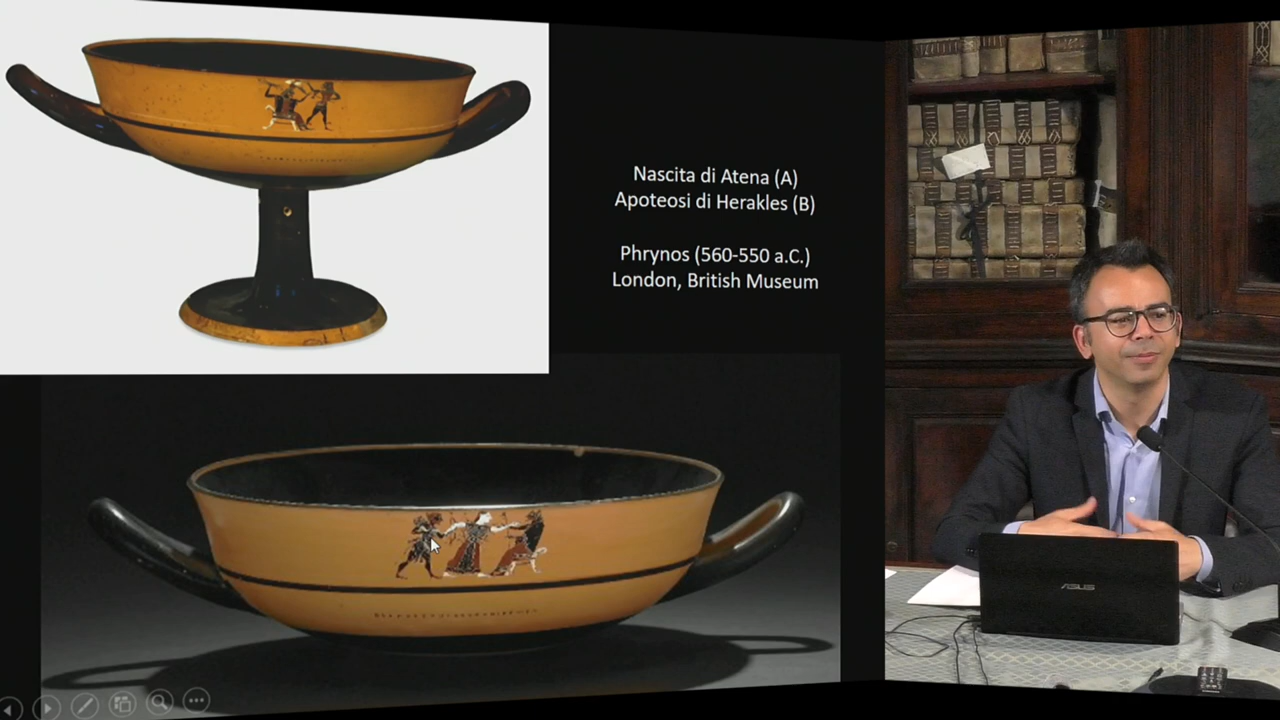 Nascita di Atena (A)
Apoteosi di Herakles (B)
Phrynos (560-550 a.C.)
London, British Museum
ASUS